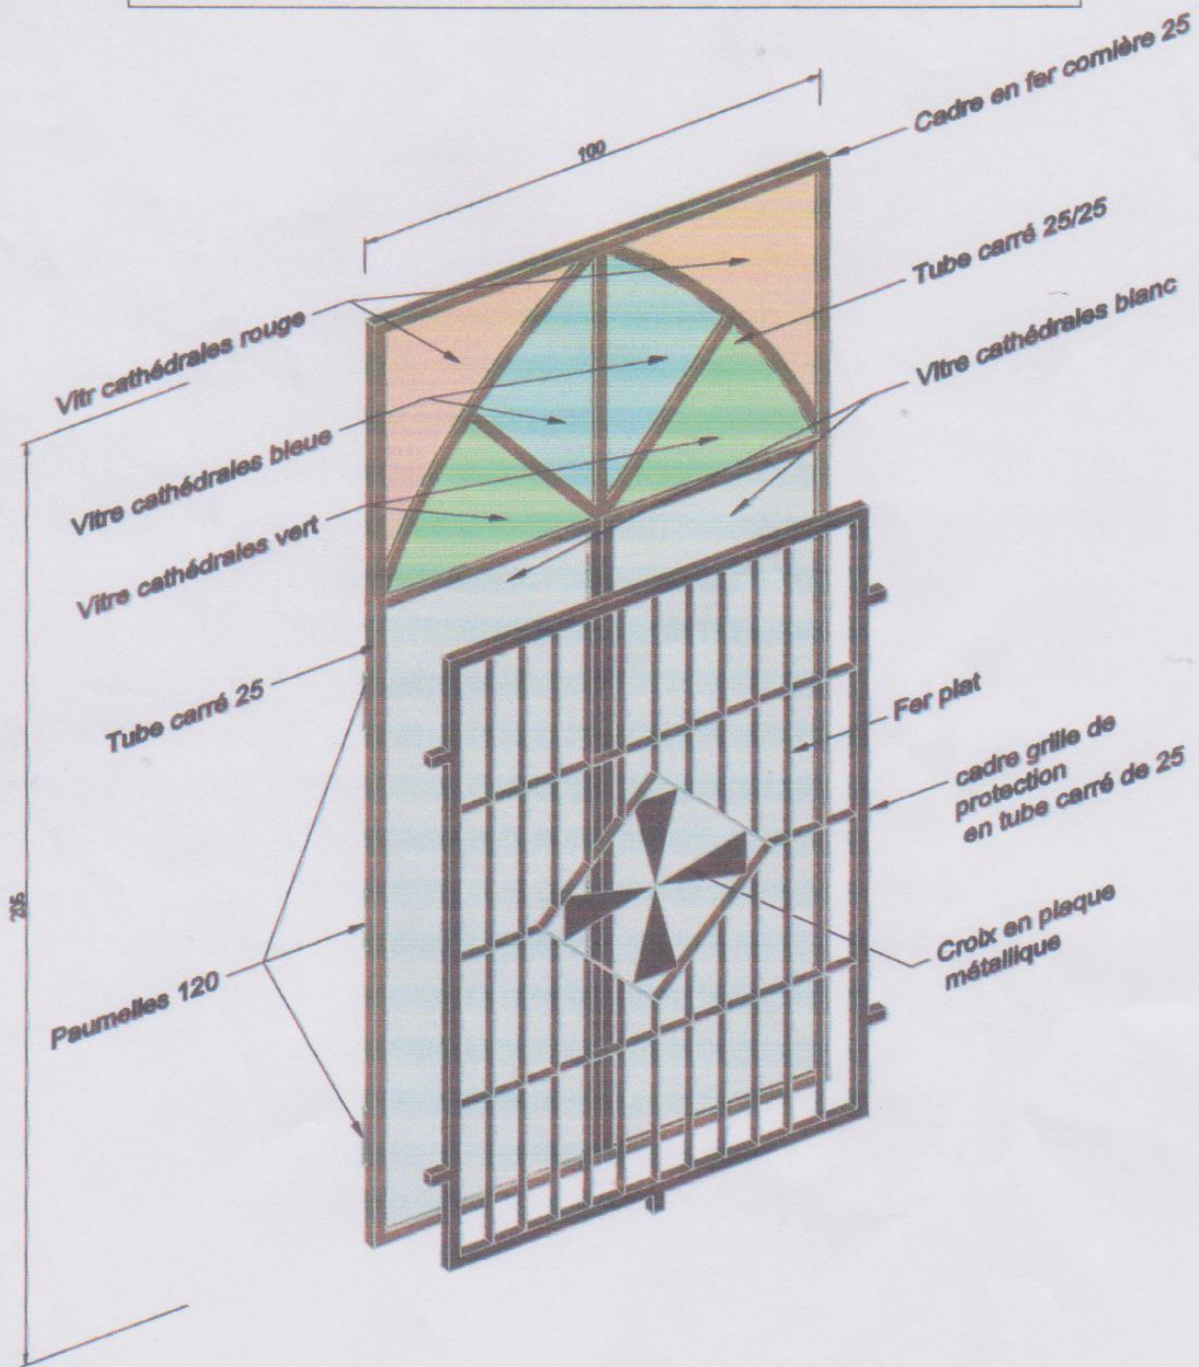 Cadre en fer cornière 25
100
Tube carré 25/25
Vitre cathédrales blanc
Vitr cathédrales rouge
Vitre cathédrales bleue
Vitre cathédrales vert
Tube carré 25
Fer plat
cadre grille de
protection
en tube carré de 25
205
Croix en plaque
métallique
Paumelles 120